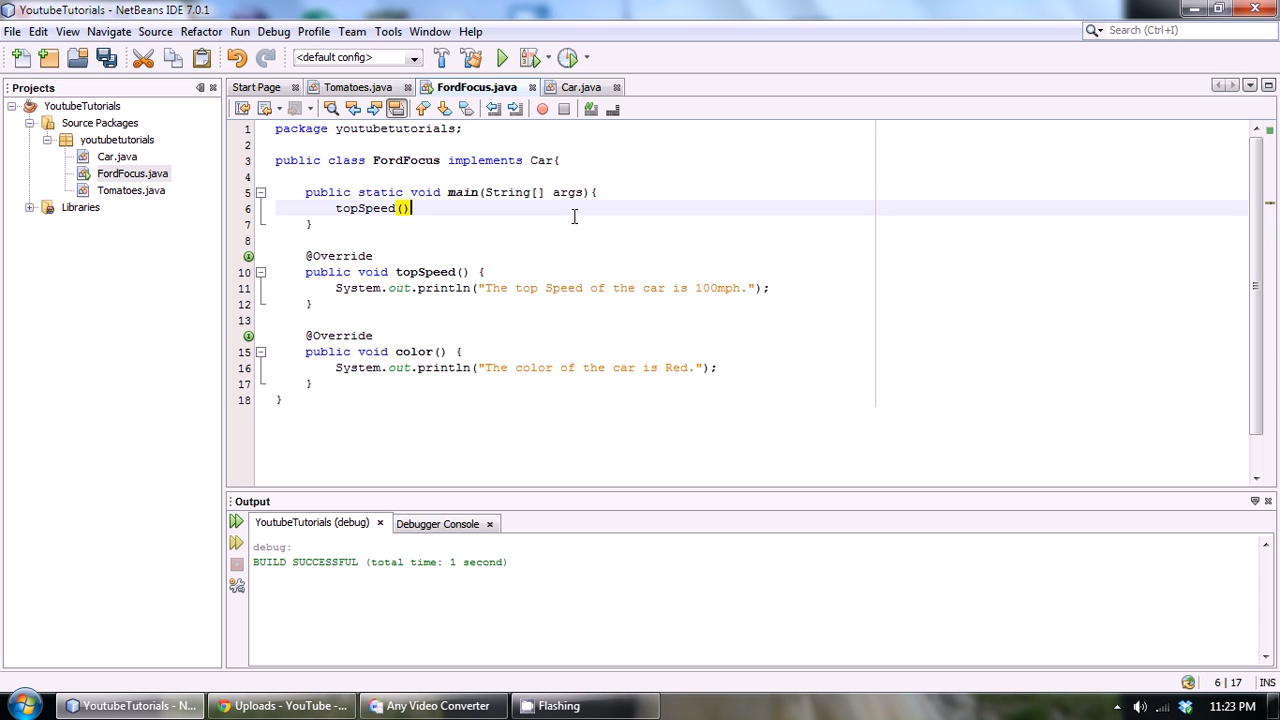 YoutubeTutorials - NetBeans IDE 7.0.1
File Edit View Navigate Source Refactor Run Debug Profile Team Tools Window Help
Search (Ctrl+I)
<default config>
Projects
Start Page Tomatoes.java FordFocus.java Car.java
YoutubeTutorials
Source Packages
youtubetutorials
Car.java
FordFocus.java
Tomatoes.java
Libraries
1 package youtubetutorials;
2
3 public class FordFocus implements Car{
4
5 public static void main(String[] args){
6 topSpeed()
7 }
8
@Override
10 public void topSpeed() {
11 System.out.println("The top Speed of the car is 100mph.");
12 }
13
@Override
15 public void color() {
16 System.out.println("The color of the car is Red.");
17 }
18 }
Output
YoutubeTutorials (debug) Debugger Console
debug:
BUILD SUCCESSFUL (total time: 1 second)
6 | 17 INS
YoutubeTutorials - N... Uploads - YouTube -... Any Video Converter Flashing 11:23 PM